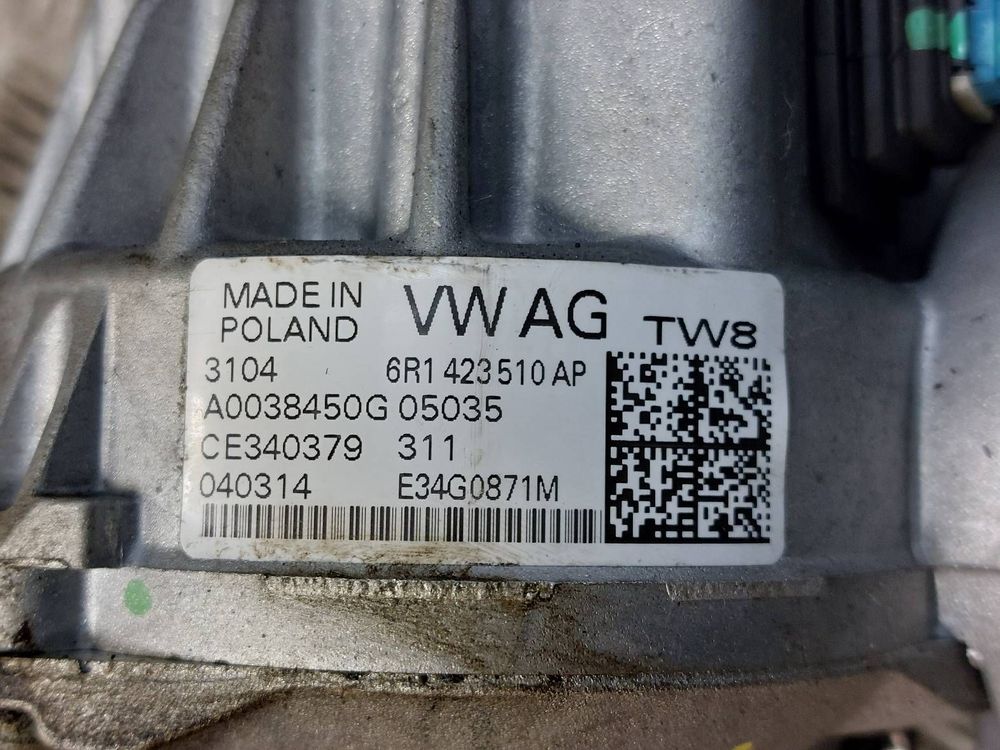 MADE IN
POLAND
VW AG
TW8
3104 6R1 423 510 AP
A0038450G 05035
CE340379 311
040314 E34G0871M